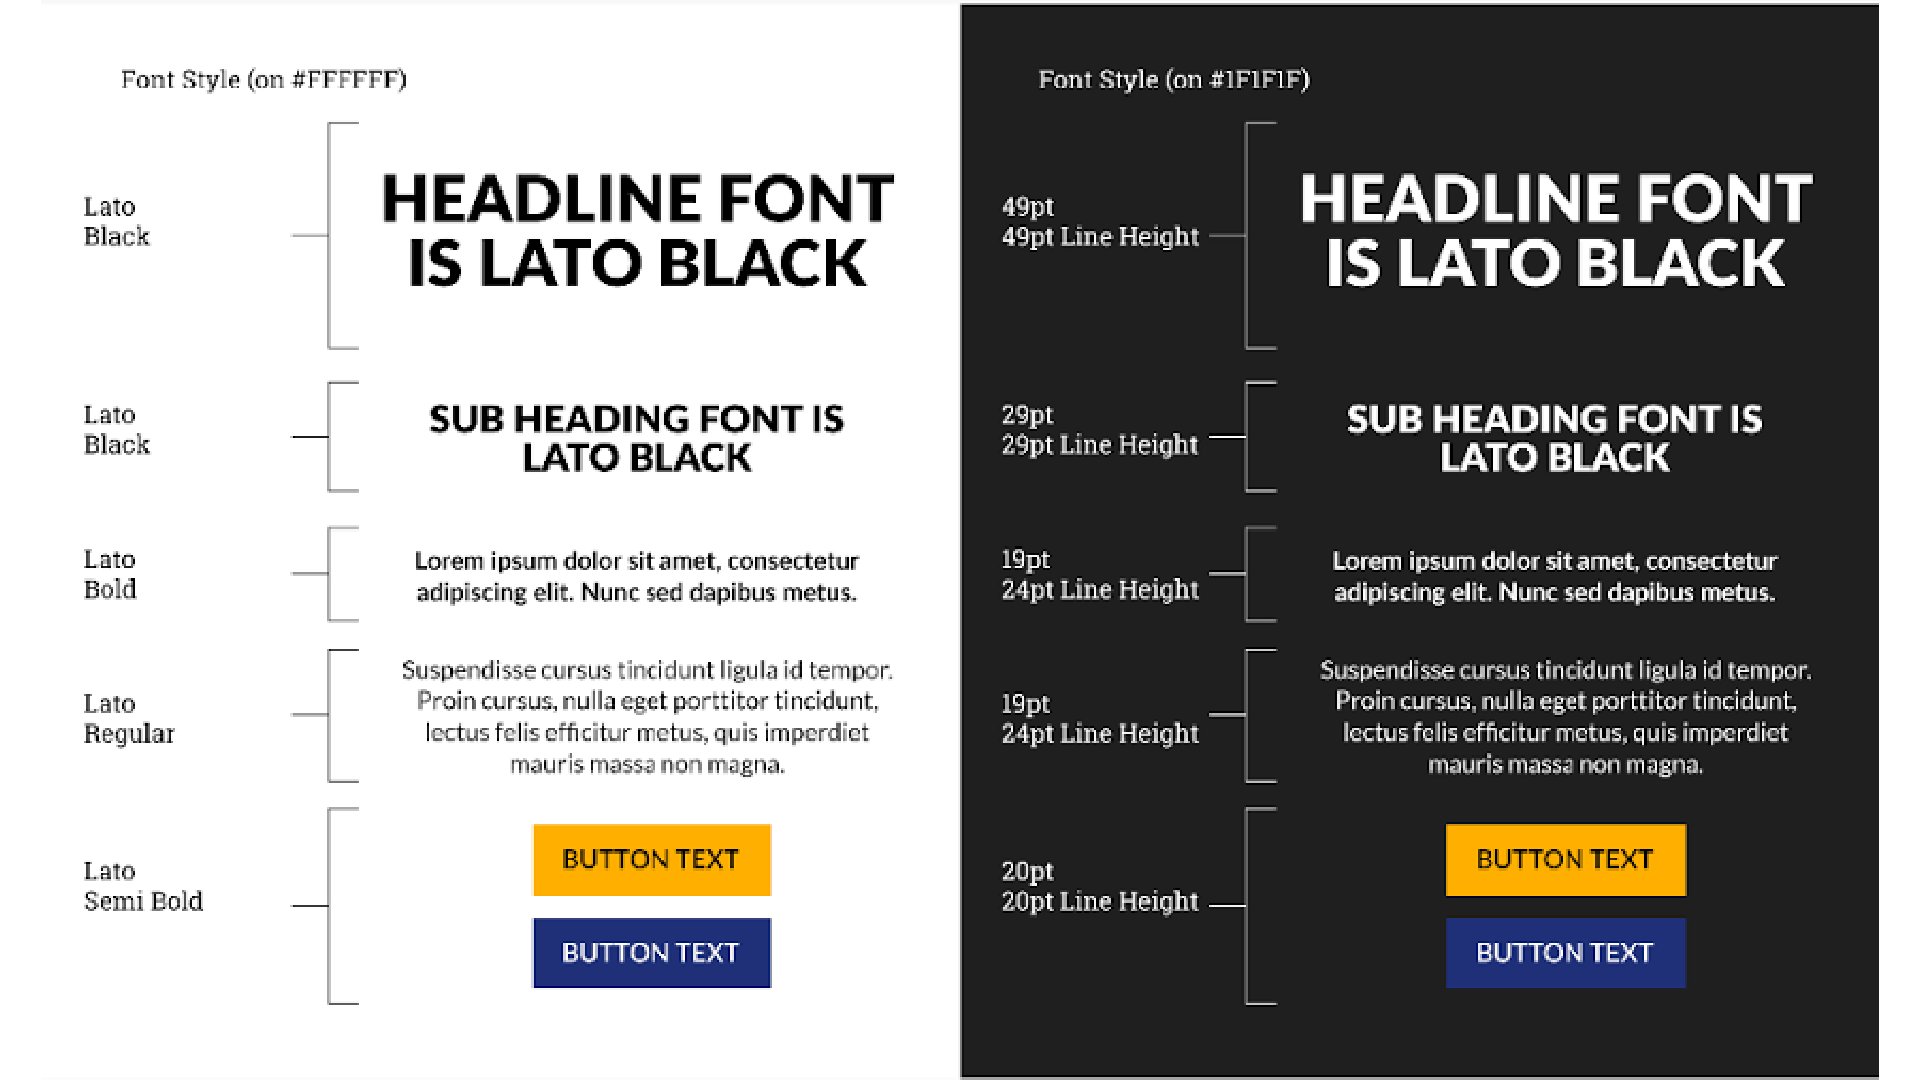 Font Style (on #FFFFFF)
Lato
Black
HEADLINE FONT
IS LATO BLACK
Lato
Black
SUB HEADING FONT IS
LATO BLACK
Lato
Bold
Lorem ipsum dolor sit amet, consectetur
adipiscing elit. Nunc sed dapibus metus.
Lato
Regular
Suspendisse cursus tincidunt ligula id tempor.
Proin cursus, nulla eget porttitor tincidunt,
lectus felis efficitur metus, quis imperdiet
mauris massa non magna.
Lato
Semi Bold
BUTTON TEXT
BUTTON TEXT
Font Style (on #1F1F1F)
49pt
49pt Line Height
HEADLINE FONT
IS LATO BLACK
29pt
29pt Line Height
SUB HEADING FONT IS
LATO BLACK
19pt
24pt Line Height
Lorem ipsum dolor sit amet, consectetur
adipiscing elit. Nunc sed dapibus metus.
19pt
24pt Line Height
Suspendisse cursus tincidunt ligula id tempor.
Proin cursus, nulla eget porttitor tincidunt,
lectus felis efficitur metus, quis imperdiet
mauris massa non magna.
20pt
20pt Line Height
BUTTON TEXT
BUTTON TEXT